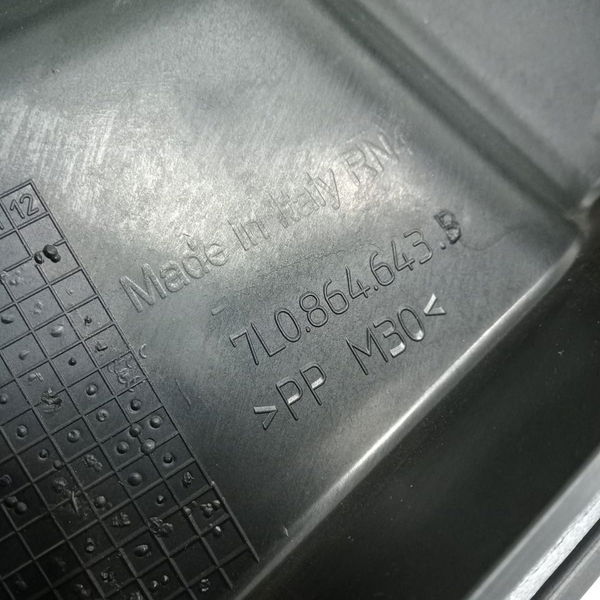 12
Made in Italy RN
7L0.864.643.B
>PP M30<